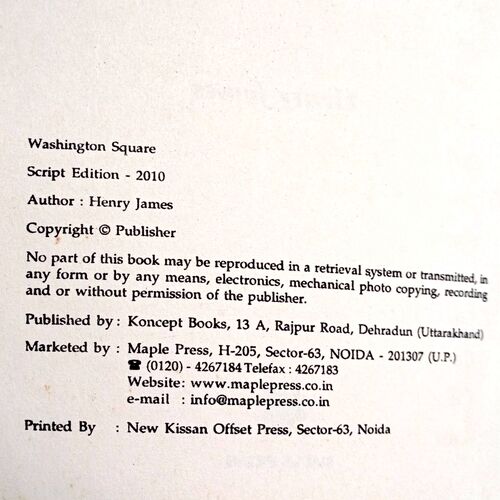 Washington Square
Script Edition - 2010
Author : Henry James
Copyright © Publisher
No part of this book may be reproduced in a retrieval system or transmitted, in
any form or by any means, electronics, mechanical photo copying, recording
and or without permission of the publisher.
Published by : Koncept Books, 13 A, Rajpur Road, Dehradun (Uttarakhand)
Marketed by : Maple Press, H-205, Sector-63, NOIDA - 201307 (U.P.)
☎ (0120) - 4267184 Telefax : 4267183
Website: www.maplepress.co.in
e-mail : info@maplepress.co.in
Printed By : New Kissan Offset Press, Sector-63, Noida